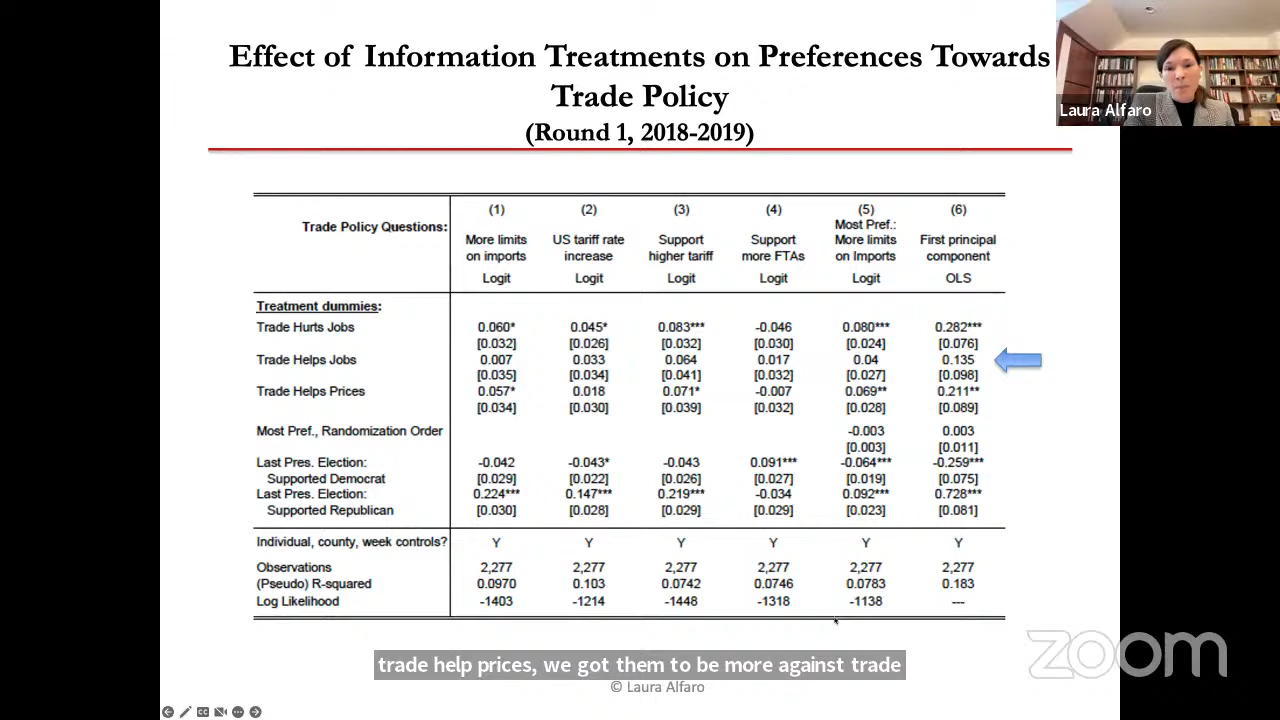 Effect of Information Treatments on Preferences Towards
Trade Policy
(Round 1, 2018-2019)
Laura Alfaro
Trade Policy Questions: (1) (2) (3) (4) (5) (6)
More limits on imports US tariff rate increase Support higher tariff Support more FTAs Most Pref.: More limits on Imports First principal component
Logit Logit Logit Logit Logit OLS
Treatment dummies:
Trade Hurts Jobs 0.060* 0.045* 0.083*** -0.046 0.080*** 0.282***
[0.032] [0.026] [0.032] [0.030] [0.024] [0.076]
Trade Helps Jobs 0.007 0.033 0.064 0.017 0.04 0.135
[0.035] [0.034] [0.041] [0.032] [0.027] [0.098]
Trade Helps Prices 0.057* 0.018 0.071* -0.007 0.069** 0.211**
[0.034] [0.030] [0.039] [0.032] [0.028] [0.089]
Most Pref., Randomization Order -0.003 0.003
[0.003] [0.011]
Last Pres. Election: -0.042 -0.043* -0.043 0.091*** -0.064*** -0.259***
Supported Democrat [0.029] [0.022] [0.026] [0.027] [0.019] [0.075]
Last Pres. Election: 0.224*** 0.147*** 0.219*** -0.034 0.092*** 0.728***
Supported Republican [0.030] [0.028] [0.029] [0.029] [0.023] [0.081]
Individual, county, week controls? Y Y Y Y Y Y
Observations 2,277 2,277 2,277 2,277 2,277 2,277
(Pseudo) R-squared 0.0970 0.103 0.0742 0.0746 0.0783 0.183
Log Likelihood -1403 -1214 -1448 -1318 -1138 ---
trade help prices, we got them to be more against trade
© Laura Alfaro
zoom